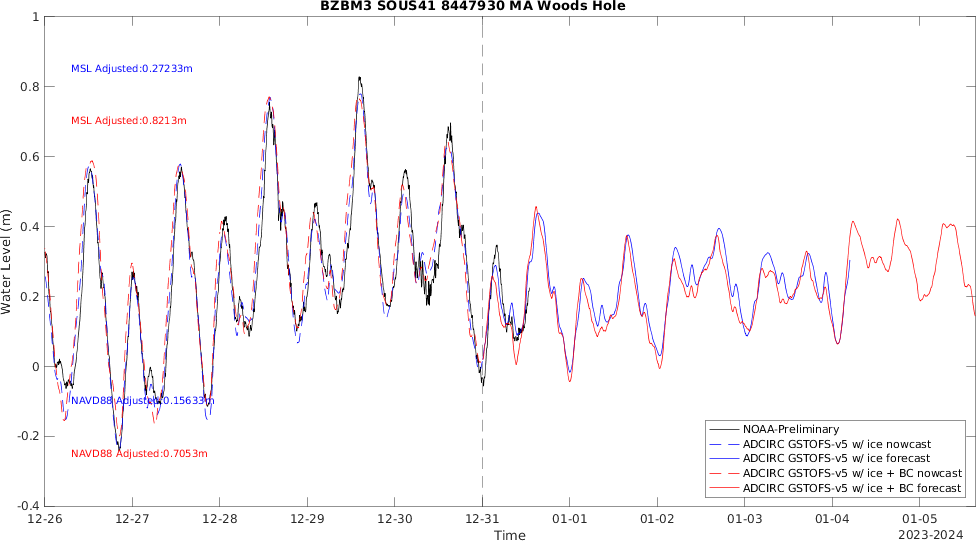 BZBM3 SOUS41 8447930 MA Woods Hole
1
0.8
0.6
0.4
0.2
0
-0.2
-0.4
Water Level (m)
MSL Adjusted:0.27233m
MSL Adjusted:0.8213m
NAVD88 Adjusted:0.15633m
NAVD88 Adjusted:0.7053m
NOAA-Preliminary
ADCIRC GSTOFS-v5 w/ ice nowcast
ADCIRC GSTOFS-v5 w/ ice forecast
ADCIRC GSTOFS-v5 w/ ice + BC nowcast
ADCIRC GSTOFS-v5 w/ ice + BC forecast
12-26 12-27 12-28 12-29 12-30 12-31 01-01 01-02 01-03 01-04 01-05
Time
2023-2024